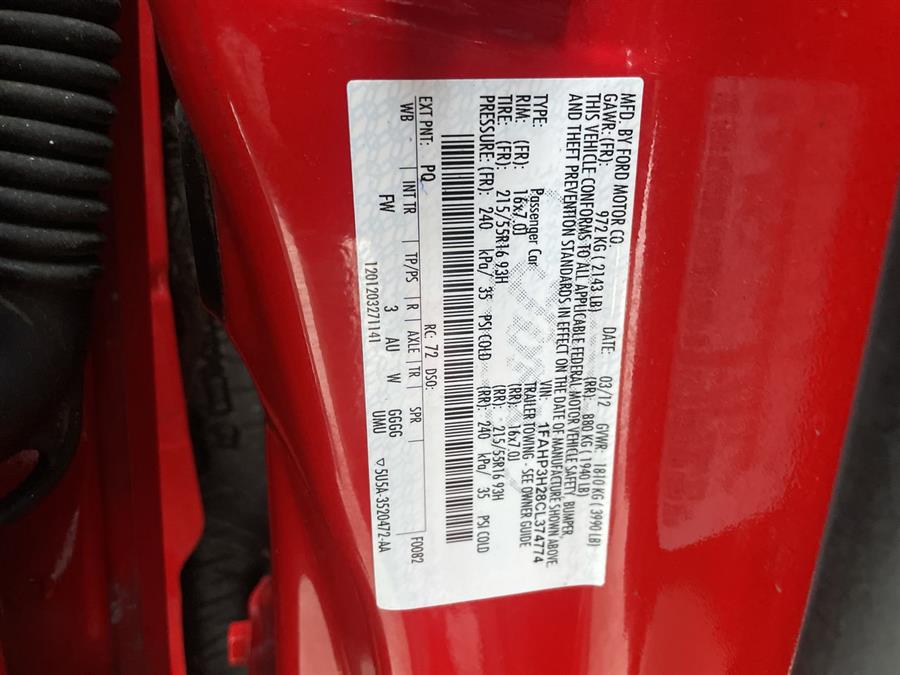 MFD. BY FORD MOTOR CO.
DATE: 03/12 GVWR: 1810 KG ( 3990 LB)
GAWR: (FR): 972 KG ( 2143 LB) (RR): 880 KG ( 1940 LB)
THIS VEHICLE CONFORMS TO ALL APPLICABLE FEDERAL MOTOR VEHICLE SAFETY, BUMPER,
AND THEFT PREVENTION STANDARDS IN EFFECT ON THE DATE OF MANUFACTURE SHOWN ABOVE.
1FAHP3H28CL374774
TYPE: Passenger Car TRAILER TOWING - SEE OWNER GUIDE
RIM: (FR): 16x7.0J (RR): 16x7.0J
TIRE: (FR): 215/55R16 93H (RR): 215/55R16 93H
PRESSURE: (FR): 240 kPa/ 35 PSI COLD (RR): 240 kPa/ 35 PSI COLD
EXT PNT: PQ RC: 72 DSO: F0082
WB INT TR TP/PS R AXLE TR SPR
- FW 3 AU W GGGG
UMU
1201203271141 ▽5U5A-3520472-AA